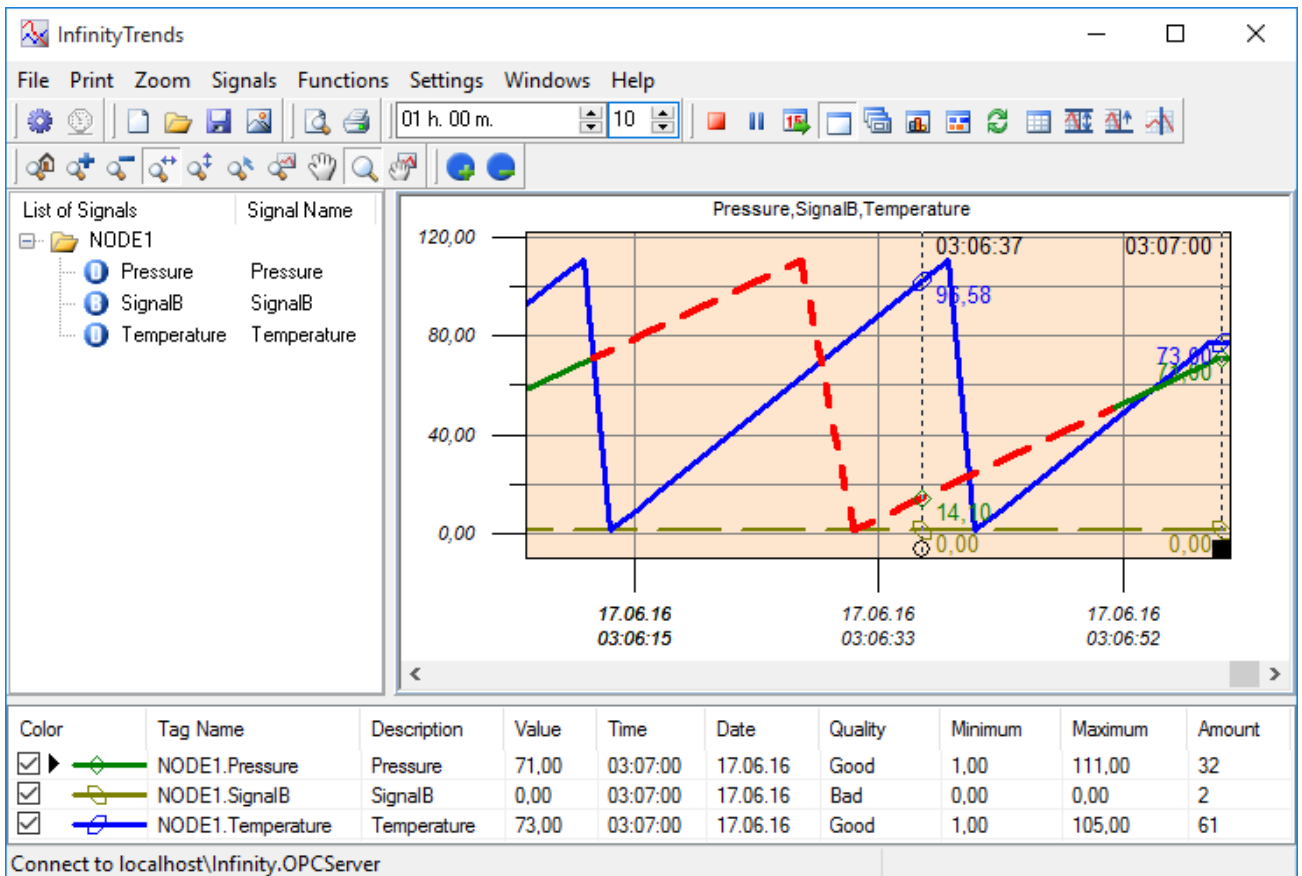 InfinityTrends
File Print Zoom Signals Functions Settings Windows Help
01 h. 00 m. 10 15
List of Signals Signal Name
NODE1
Pressure Pressure
SignalB SignalB
Temperature Temperature
Pressure,SignalB,Temperature
120,00
80,00
40,00
0,00
03:06:37 03:07:00
95,58
73,00
71,00
14,10
0,00 0,00
17.06.16 17.06.16 17.06.16
03:06:15 03:06:33 03:06:52
Color Tag Name Description Value Time Date Quality Minimum Maximum Amount
NODE1.Pressure Pressure 71,00 03:07:00 17.06.16 Good 1,00 111,00 32
NODE1.SignalB SignalB 0,00 03:07:00 17.06.16 Bad 0,00 0,00 2
NODE1.Temperature Temperature 73,00 03:07:00 17.06.16 Good 1,00 105,00 61
Connect to localhost\Infinity.OPCServer